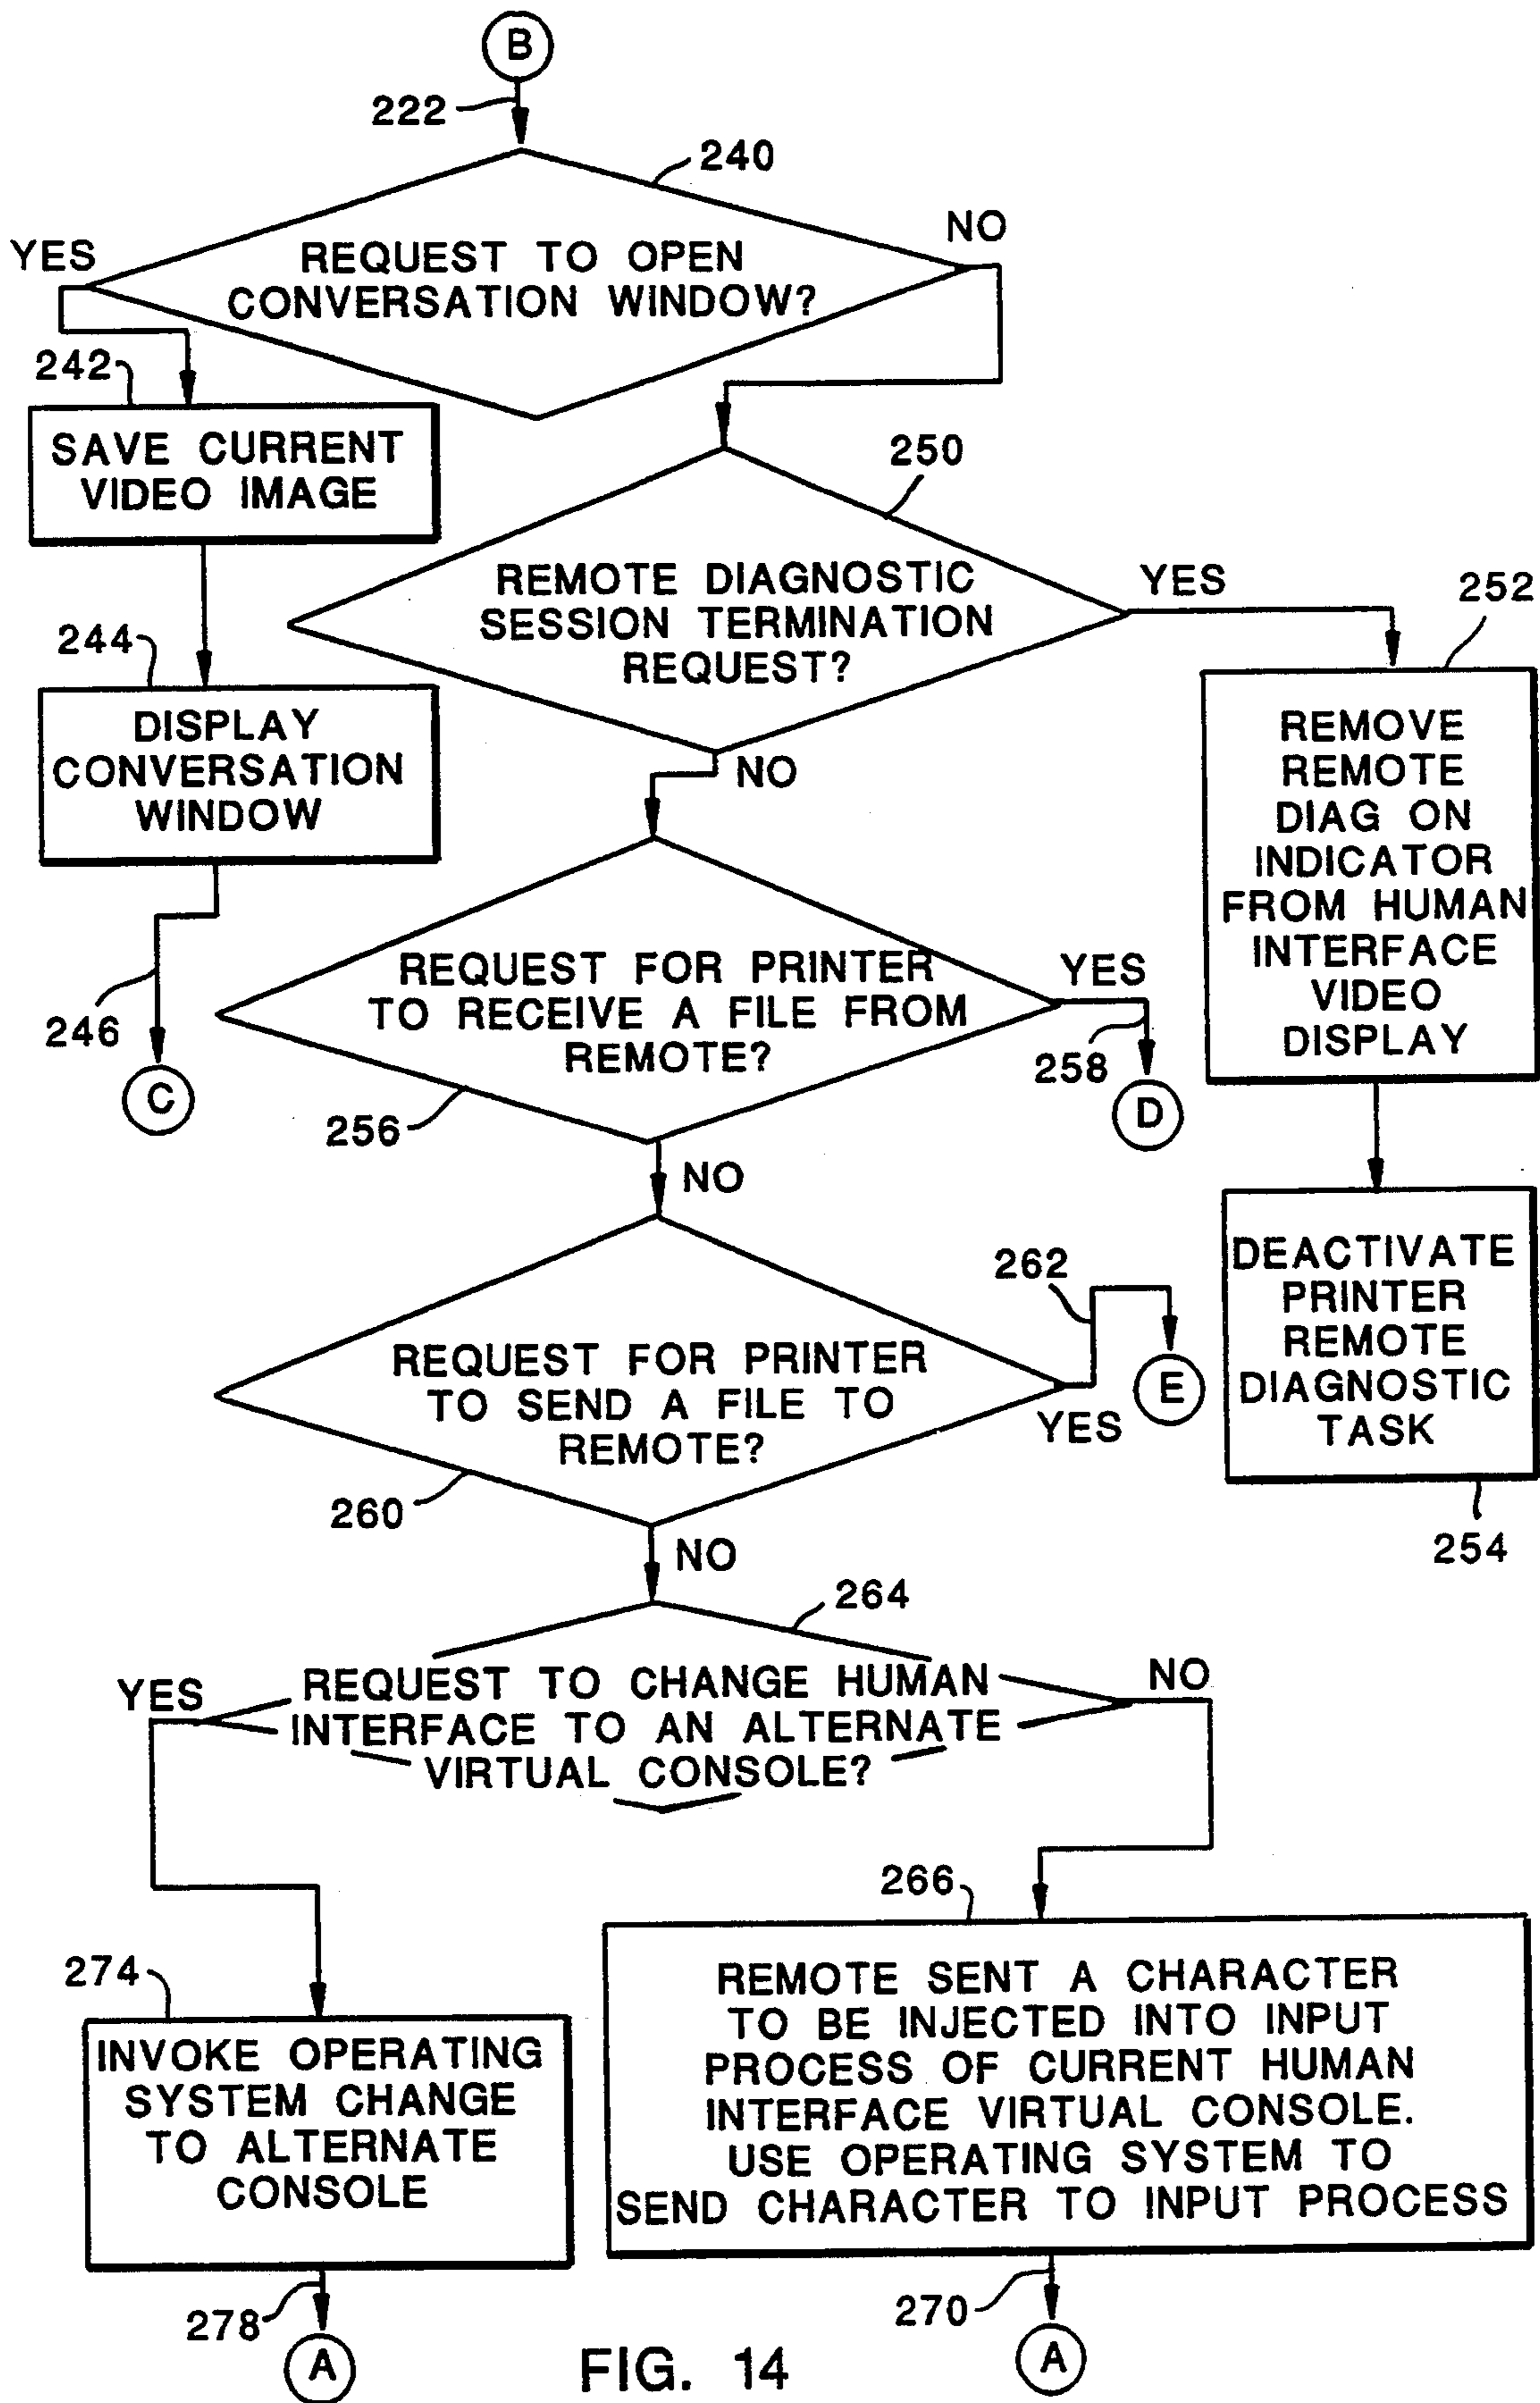 B
222
240
YES
NO
REQUEST TO OPEN
CONVERSATION WINDOW?
242
SAVE CURRENT
VIDEO IMAGE
250
REMOTE DIAGNOSTIC
SESSION TERMINATION
REQUEST?
YES
252
244
DISPLAY
CONVERSATION
WINDOW
NO
REMOVE
REMOTE
DIAG ON
INDICATOR
FROM HUMAN
INTERFACE
VIDEO
DISPLAY
246
C
REQUEST FOR PRINTER
TO RECEIVE A FILE FROM
REMOTE?
YES
258
D
256
NO
DEACTIVATE
PRINTER
REMOTE
DIAGNOSTIC
TASK
254
262
REQUEST FOR PRINTER
TO SEND A FILE TO
REMOTE?
E
YES
260
NO
264
YES
REQUEST TO CHANGE HUMAN
INTERFACE TO AN ALTERNATE
VIRTUAL CONSOLE?
NO
266
274
INVOKE OPERATING
SYSTEM CHANGE
TO ALTERNATE
CONSOLE
REMOTE SENT A CHARACTER
TO BE INJECTED INTO INPUT
PROCESS OF CURRENT HUMAN
INTERFACE VIRTUAL CONSOLE.
USE OPERATING SYSTEM TO
SEND CHARACTER TO INPUT PROCESS
278
A
270
A
FIG. 14